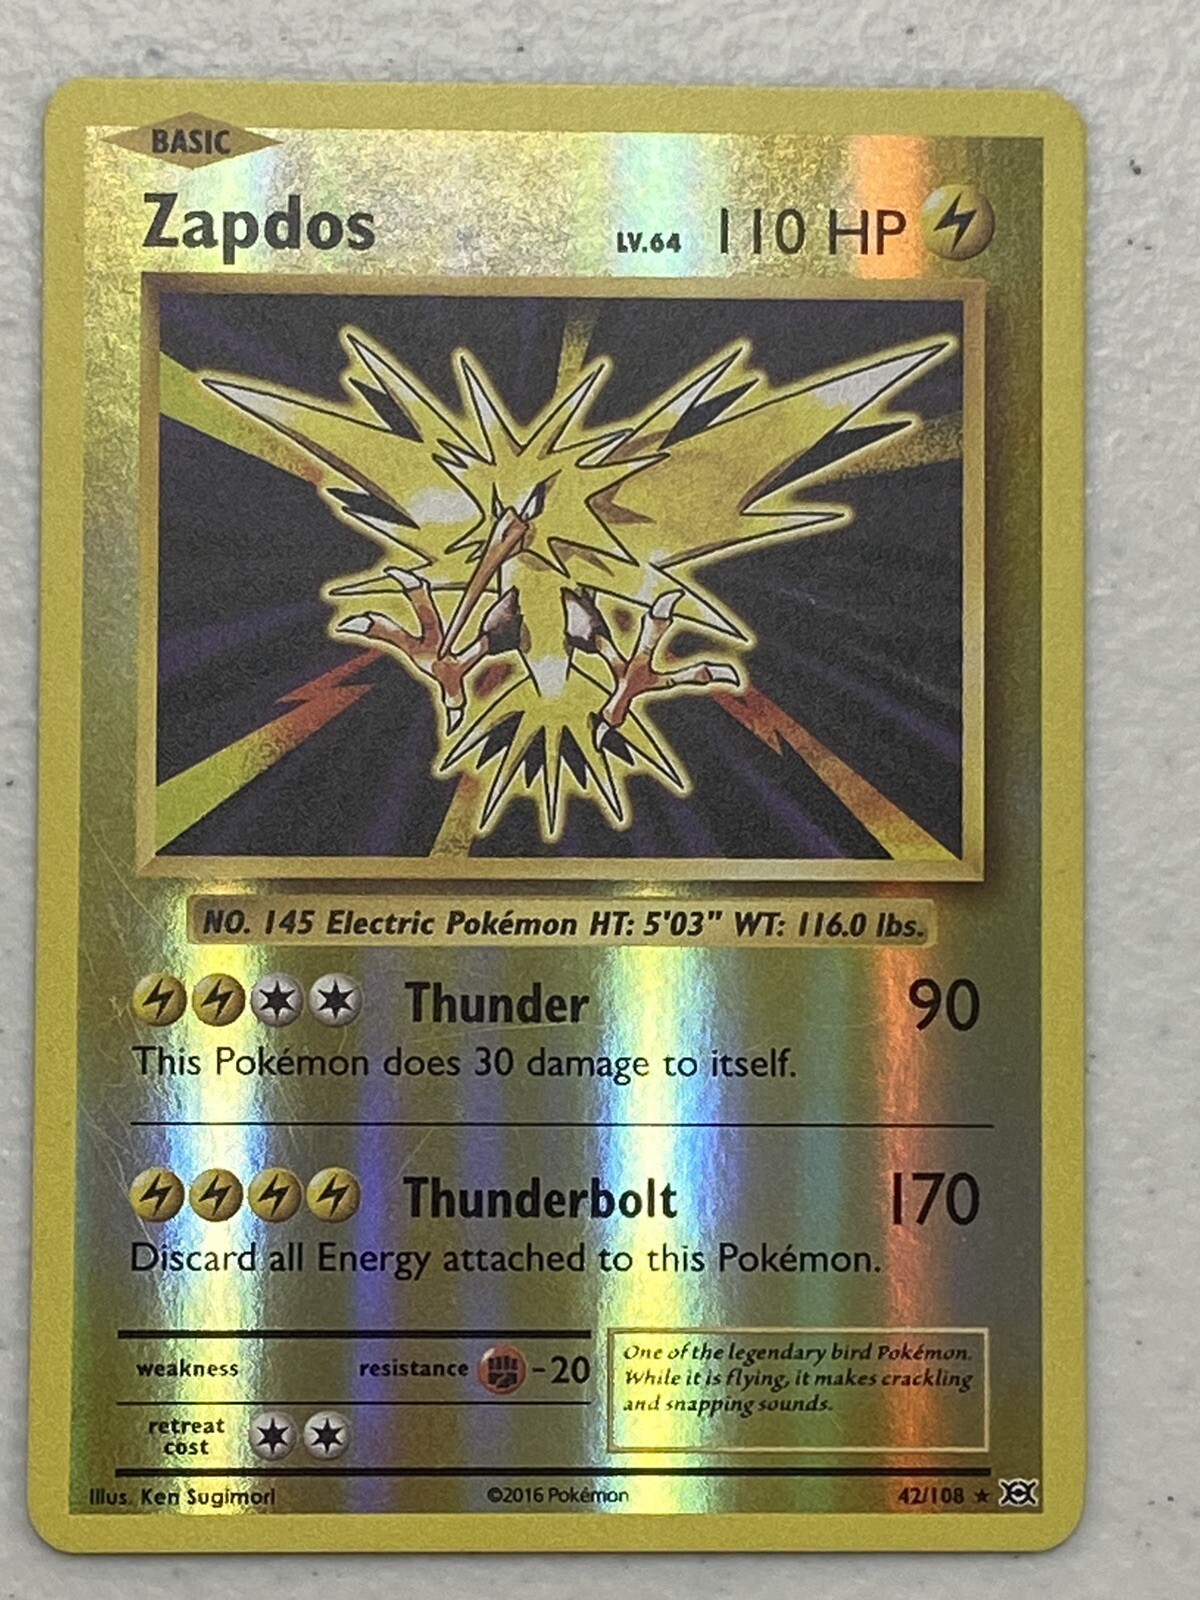 BASIC
Zapdos LV.64 110 HP
NO. 145 Electric Pokémon HT: 5'03" WT: 116.0 lbs.
Thunder 90
This Pokémon does 30 damage to itself.
Thunderbolt 170
Discard all Energy attached to this Pokémon.
weakness resistance -20
retreat
cost
One of the legendary bird Pokémon.
While it is flying, it makes crackling
and snapping sounds.
Illus. Ken Sugimori ©2016 Pokémon 42/108 ★